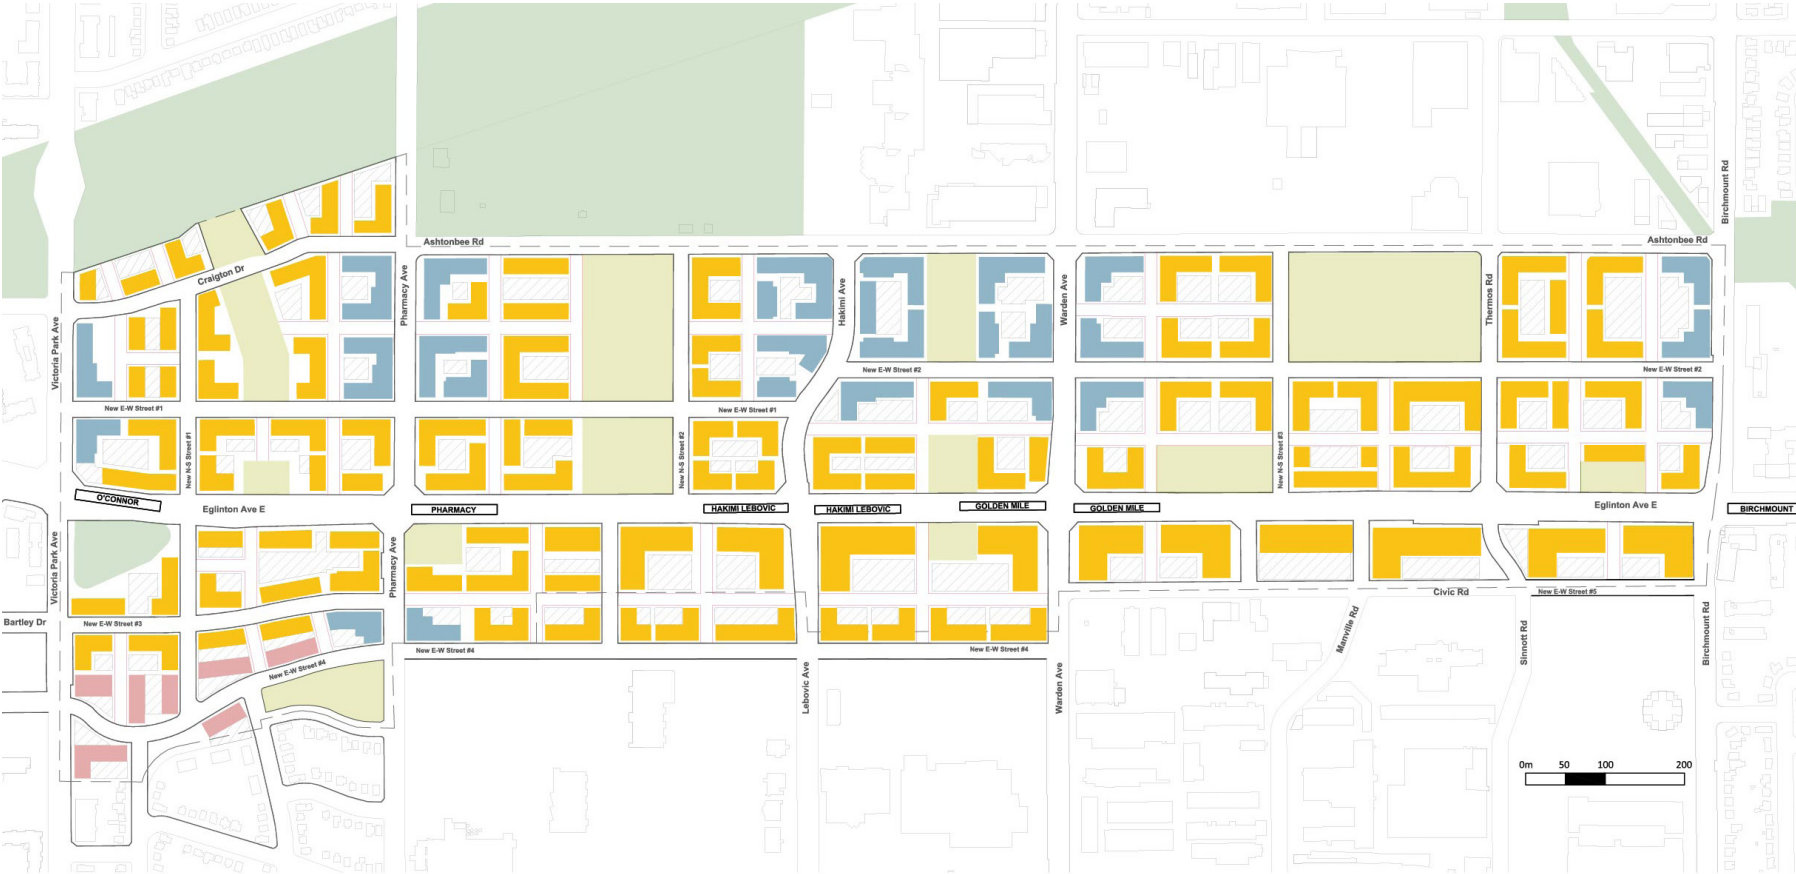 Ashtonbee Rd
Ashtonbee Rd
Birchmount Rd
Craigton Dr
Pharmacy Ave
Hakimi Ave
Warden Ave
Thermos Rd
Victoria Park Ave
New E-W Street #2
New E-W Street #2
New E-W Street #1
New E-W Street #1
New N-S Street #1
New N-S Street #2
New N-S Street #3
O'CONNOR
Eglinton Ave E
PHARMACY
HAKIMI LEBOVIC
HAKIMI LEBOVIC
GOLDEN MILE
GOLDEN MILE
Eglinton Ave E
BIRCHMOUNT
Victoria Park Ave
Pharmacy Ave
Civic Rd
New E-W Street #5
Bartley Dr
New E-W Street #3
New E-W Street #4
New E-W Street #4
New E-W Street #4
Lebovic Ave
Warden Ave
Manville Rd
Sinnott Rd
Birchmount Rd
0m 50 100 200